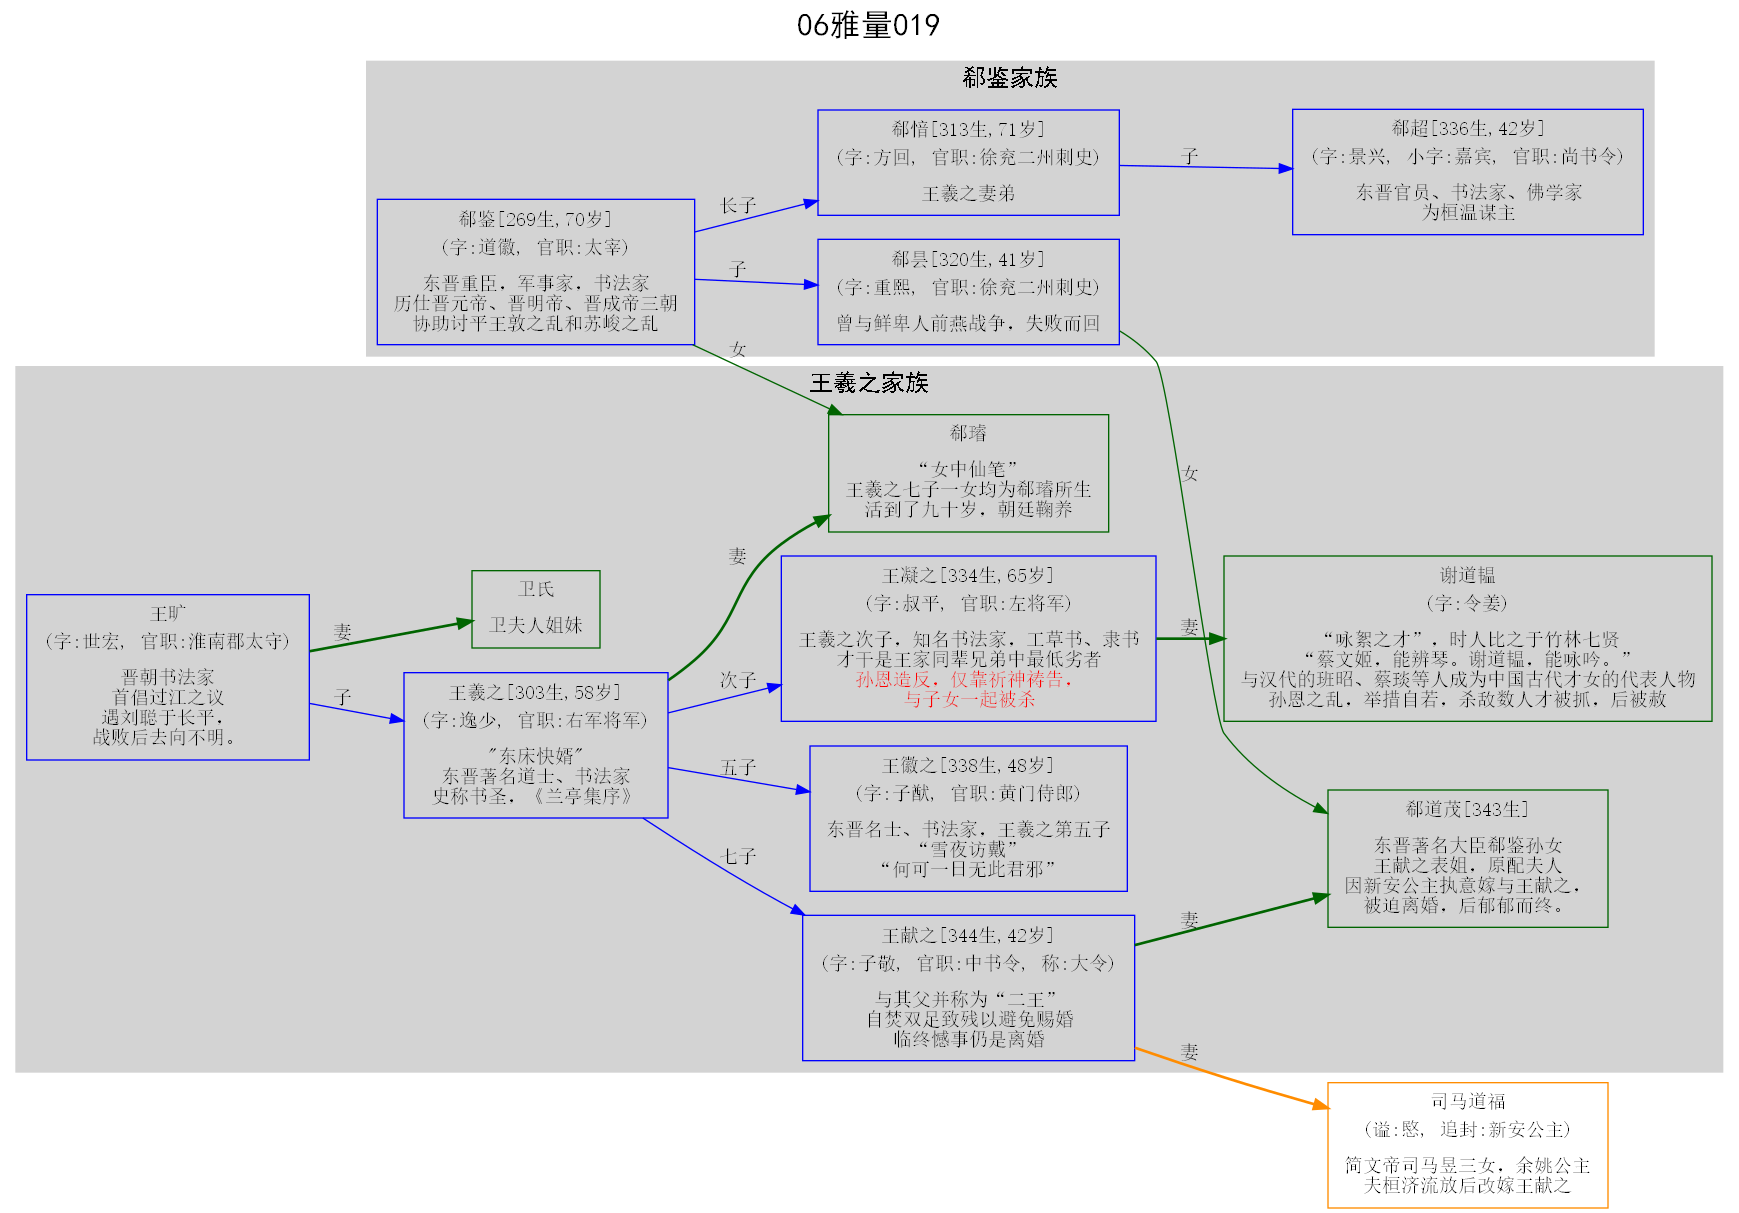 06雅量019
郗鉴家族
郗鉴[269生,70岁]
(字:道徽, 官职:太宰)
东晋重臣，军事家，书法家
历仕晋元帝、晋明帝、晋成帝三朝
协助讨平王敦之乱和苏峻之乱
长子
郗愔[313生,71岁]
(字:方回, 官职:徐兖二州刺史)
王羲之妻弟
子
郗超[336生,42岁]
(字:景兴, 小字:嘉宾, 官职:尚书令)
东晋官员、书法家、佛学家
为桓温谋主
子
郗昙[320生,41岁]
(字:重熙, 官职:徐兖二州刺史)
曾与鲜卑人前燕战争，失败而回
女
王羲之家族
郗璿
“女中仙笔”
王羲之七子一女均为郗璿所生
活到了九十岁，朝廷鞠养
女
王旷
(字:世宏, 官职:淮南郡太守)
晋朝书法家
首倡过江之议
遇刘聪于长平，
战败后去向不明。
妻
卫氏
卫夫人姐妹
子
王羲之[303生,58岁]
(字:逸少, 官职:右军将军)
"东床快婿"
东晋著名道士、书法家
史称书圣，《兰亭集序》
妻
次子
王凝之[334生,65岁]
(字:叔平, 官职:左将军)
王羲之次子，知名书法家，工草书、隶书
才干是王家同辈兄弟中最低劣者
孙恩造反，仅靠祈神祷告，
与子女一起被杀
妻
谢道韫
(字:令姜)
“咏絮之才”，时人比之于竹林七贤
“蔡文姬，能辨琴。谢道韫，能咏吟。”
与汉代的班昭、蔡琰等人成为中国古代才女的代表人物
孙恩之乱，举措自若，杀敌数人才被抓，后被赦
五子
王徽之[338生,48岁]
(字:子猷, 官职:黄门侍郎)
东晋名士、书法家，王羲之第五子
“雪夜访戴”
“何可一日无此君邪”
七子
王献之[344生,42岁]
(字:子敬, 官职:中书令, 称:大令)
与其父并称为“二王”
自焚双足致残以避免赐婚
临终憾事仍是离婚
妻
郗道茂[343生]
东晋著名大臣郗鉴孙女
王献之表姐，原配夫人
因新安公主执意嫁与王献之，
被迫离婚，后郁郁而终。
妻
司马道福
(谥:愍, 追封:新安公主)
简文帝司马昱三女，余姚公主
夫桓济流放后改嫁王献之